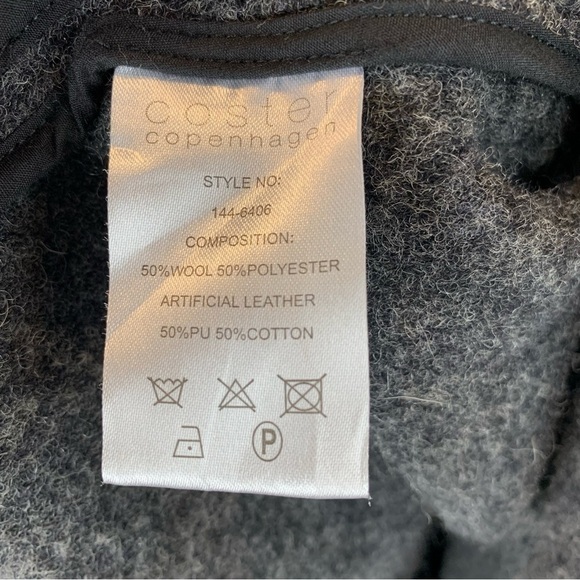 coster
copenhagen
STYLE NO:
144-6406
COMPOSITION:
50%WOOL 50%POLYESTER
ARTIFICIAL LEATHER
50%PU 50%COTTON
P